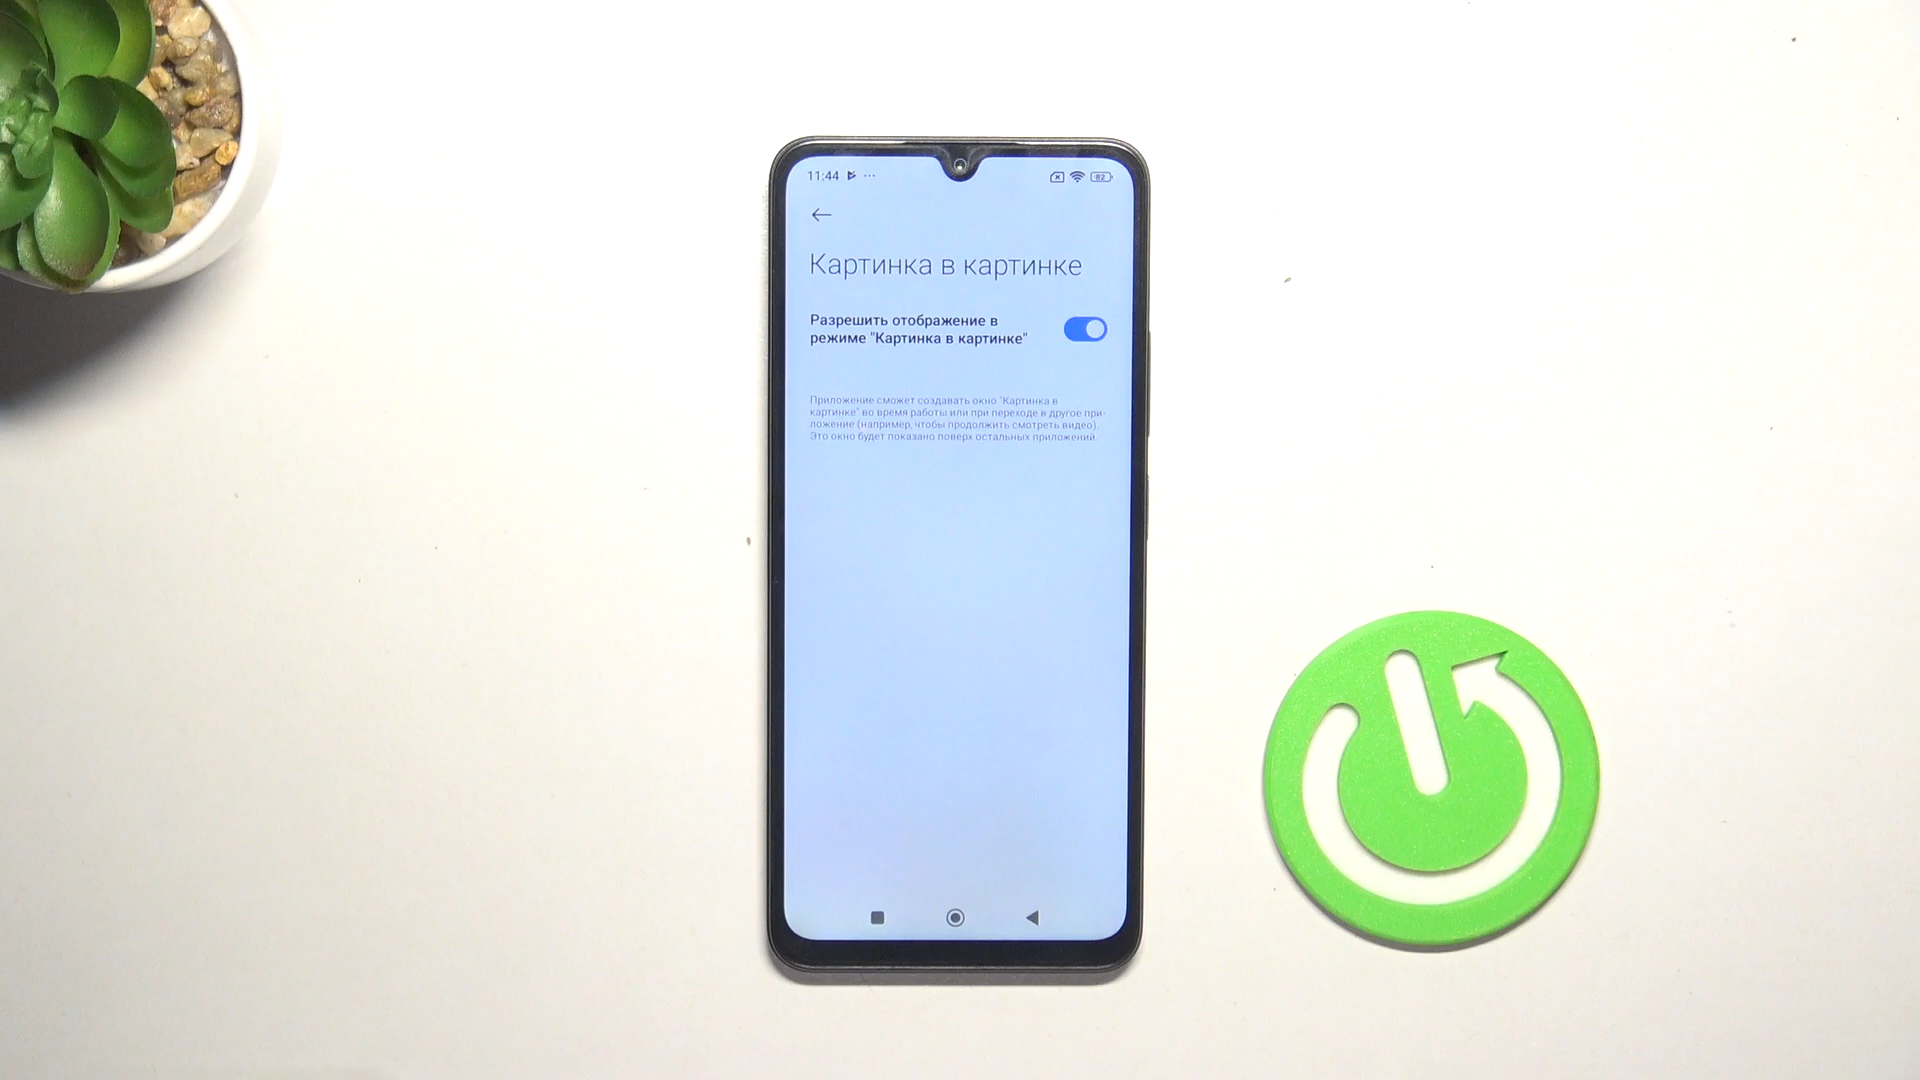 11:44 ...
82
Картинка в картинке
Разрешить отображение в
режиме "Картинка в картинке"
Приложение сможет создавать окно "Картинка в
картинке" во время работы или при переходе в другое при-
ложение (например, чтобы продолжить смотреть видео).
Это окно будет показано поверх остальных приложений.